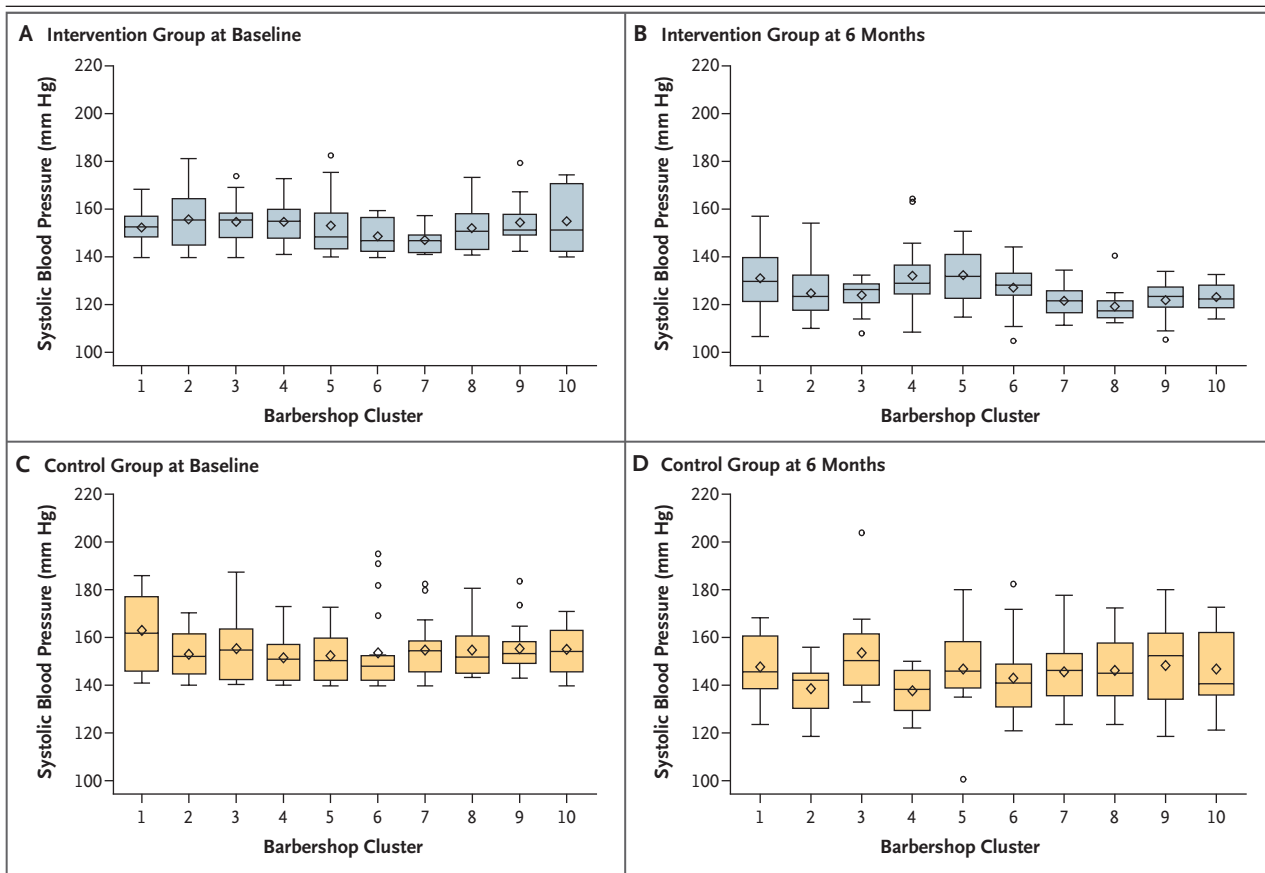 A Intervention Group at Baseline
Systolic Blood Pressure (mm Hg)
220
200
180
160
140
120
100
1 2 3 4 5 6 7 8 9 10
Barbershop Cluster
B Intervention Group at 6 Months
Systolic Blood Pressure (mm Hg)
220
200
180
160
140
120
100
1 2 3 4 5 6 7 8 9 10
Barbershop Cluster
C Control Group at Baseline
Systolic Blood Pressure (mm Hg)
220
200
180
160
140
120
100
1 2 3 4 5 6 7 8 9 10
Barbershop Cluster
D Control Group at 6 Months
Systolic Blood Pressure (mm Hg)
220
200
180
160
140
120
100
1 2 3 4 5 6 7 8 9 10
Barbershop Cluster